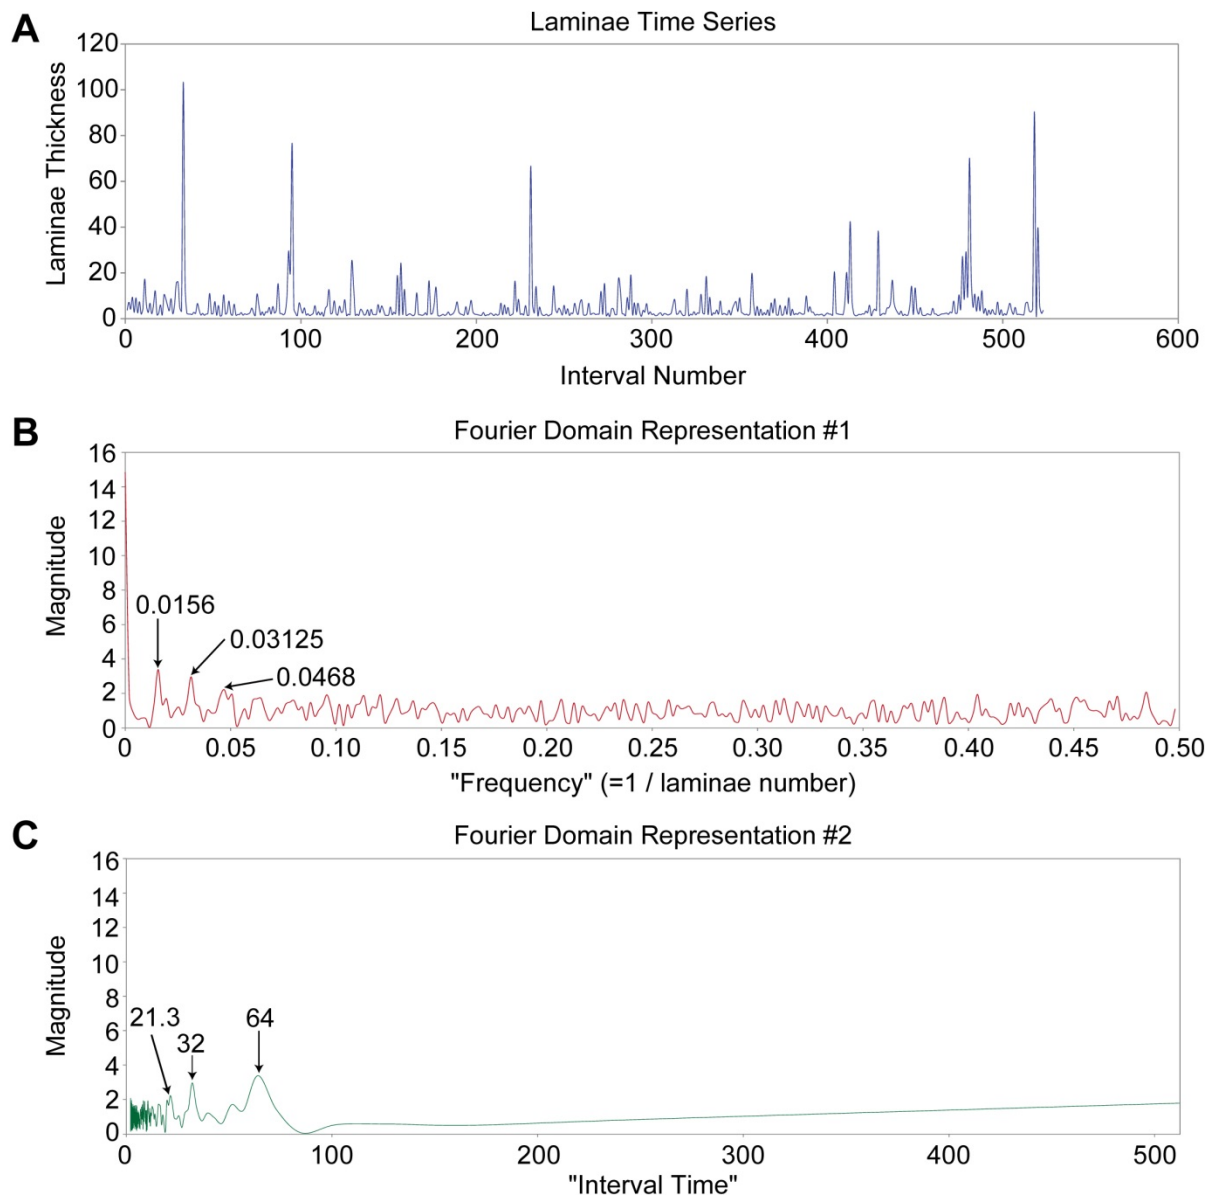 A
Laminae Time Series
Laminae Thickness
120
100
80
60
40
20
0
0 100 200 300 400 500 600
Interval Number
B
Fourier Domain Representation #1
Magnitude
16
14
12
10
8
6
4
2
0
0.0156
0.03125
0.0468
0 0.05 0.10 0.15 0.20 0.25 0.30 0.35 0.40 0.45 0.50
"Frequency" (=1 / laminae number)
C
Fourier Domain Representation #2
Magnitude
16
14
12
10
8
6
4
2
0
21.3
32
64
0 100 200 300 400 500
"Interval Time"